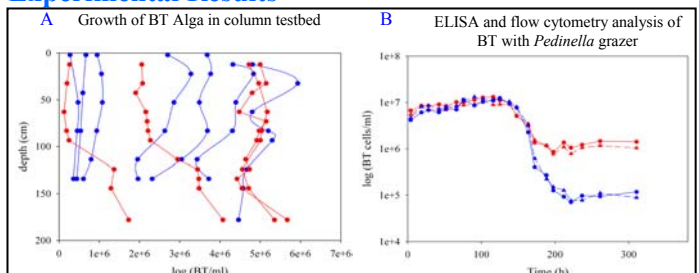 Experimental Results
A Growth of BT Alga in column testbed
0
50
100
150
200
depth (cm)
0
1e+6
2e+6
3e+6
4e+6
5e+6
6e+6
7e+6
log (BT/ml)
B ELISA and flow cytometry analysis of
BT with Pedinella grazer
1e+8
1e+7
1e+6
1e+5
1e+4
log (BT cells/ml)
0
100
200
300
Time (h)